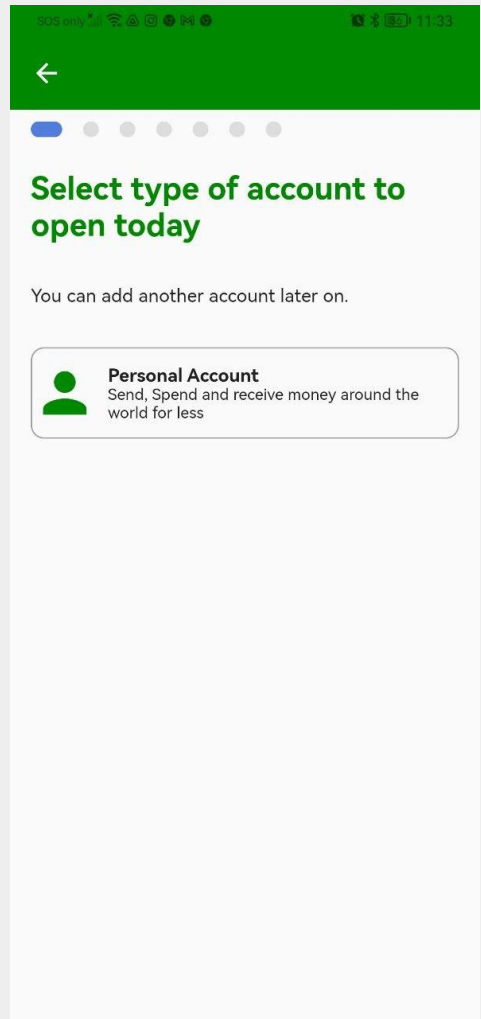 SOS only 86 11:33
Select type of account to
open today
You can add another account later on.
Personal Account
Send, Spend and receive money around the
world for less